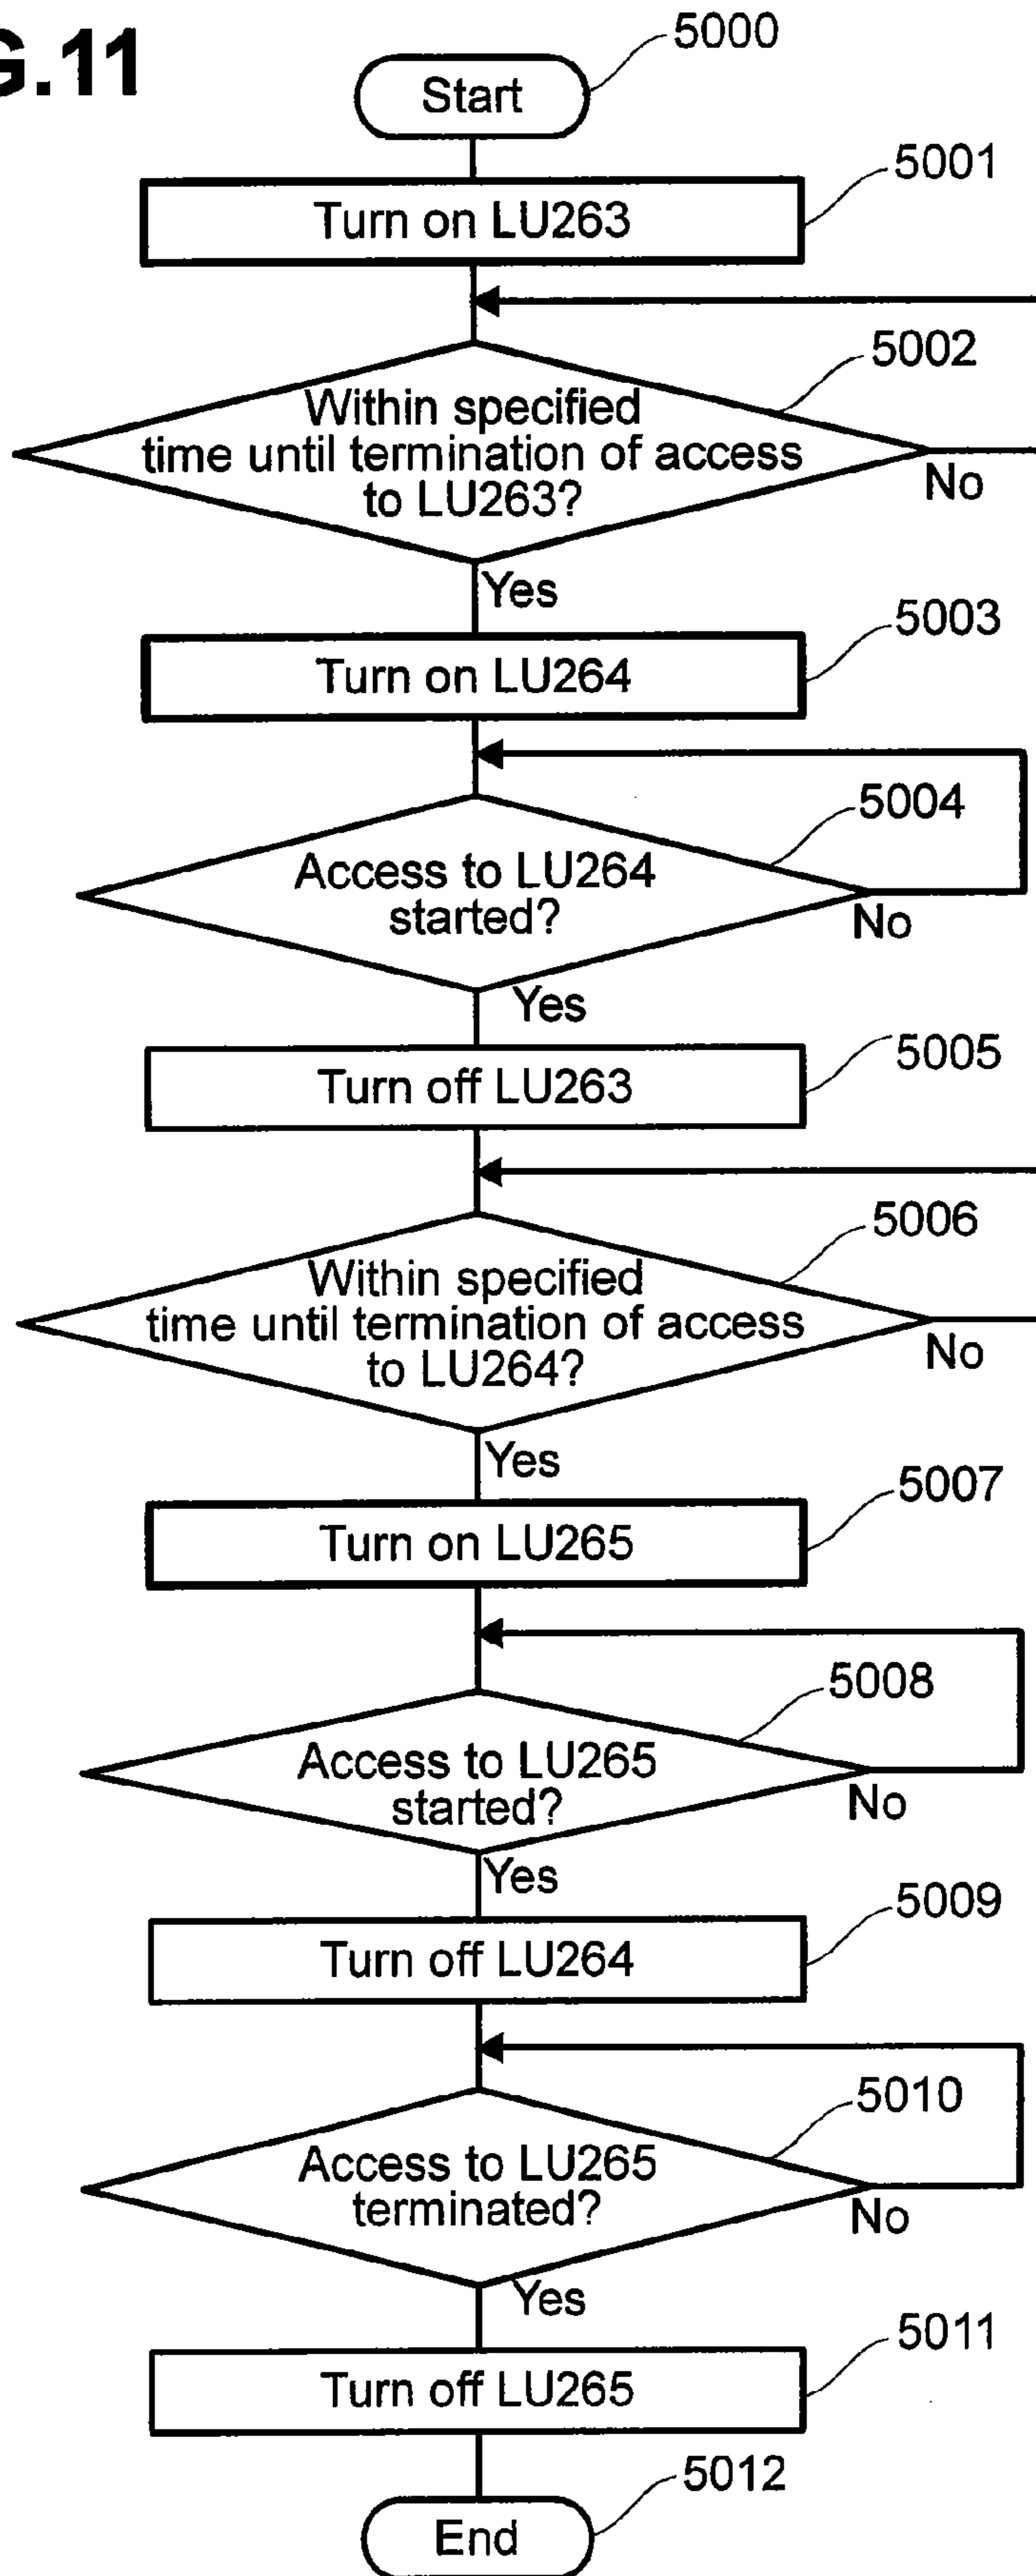 G.11
5000
Start
5001
Turn on LU263
5002
Within specified
time until termination of access
to LU263?
No
Yes
5003
Turn on LU264
5004
Access to LU264
started?
No
Yes
5005
Turn off LU263
5006
Within specified
time until termination of access
to LU264?
No
Yes
5007
Turn on LU265
5008
Access to LU265
started?
No
Yes
5009
Turn off LU264
5010
Access to LU265
terminated?
No
Yes
5011
Turn off LU265
5012
End